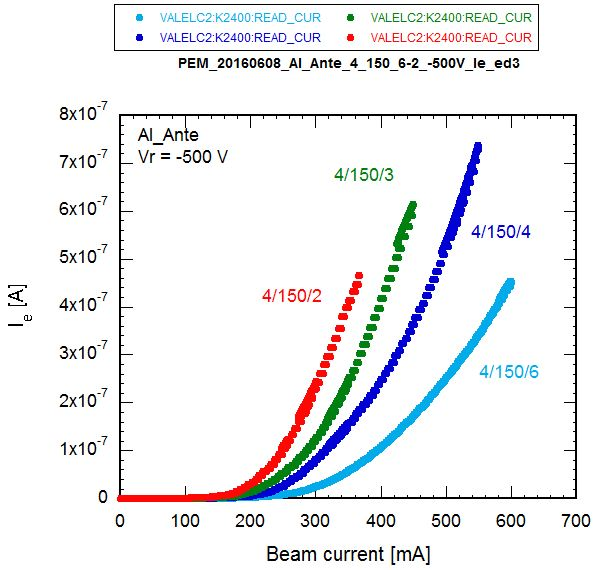 VALELC2:K2400:READ_CUR VALELC2:K2400:READ_CUR
VALELC2:K2400:READ_CUR VALELC2:K2400:READ_CUR
PEM_20160608_Al_Ante_4_150_6-2_-500V_Ie_ed3
8x10-7
Al_Ante
Vr = -500 V
7x10-7
4/150/3
6x10-7
4/150/4
5x10-7
4/150/2
4x10-7
Ie [A]
3x10-7
4/150/6
2x10-7
1x10-7
0
0 100 200 300 400 500 600 700
Beam current [mA]